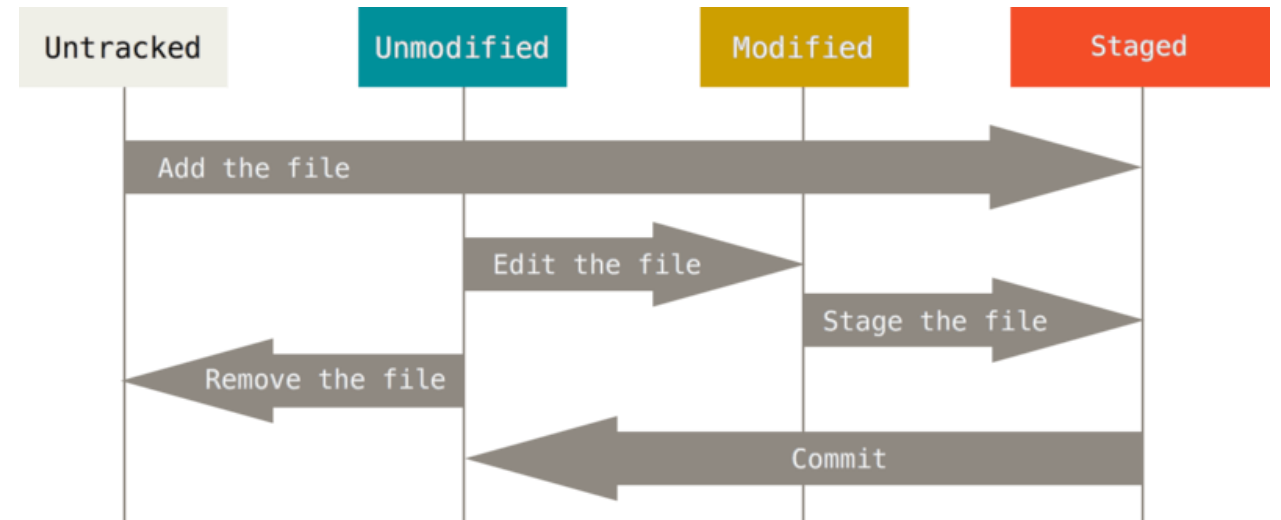 Untracked
Unmodified
Modified
Staged
Add the file
Edit the file
Stage the file
Remove the file
Commit